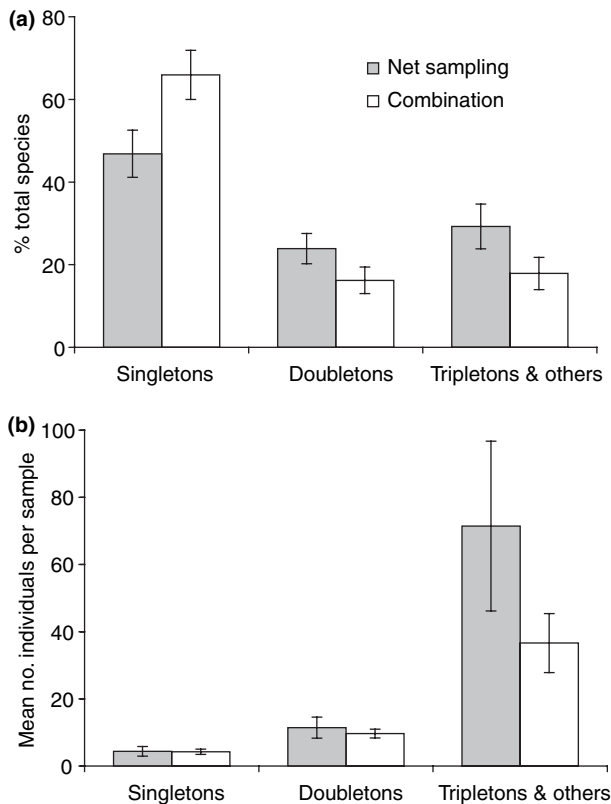 (a)
80
60
40
20
0
% total species
Net sampling
Combination
Singletons Doubletons Tripletons & others
(b)
100
80
60
40
20
0
Mean no. individuals per sample
Singletons Doubletons Tripletons & others